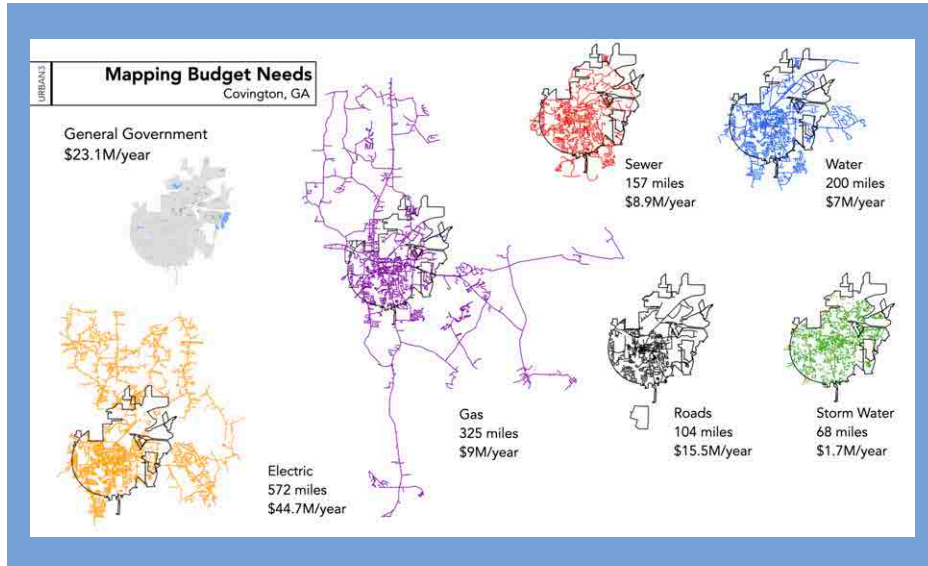 URBAN3
Mapping Budget Needs
Covington, GA
General Government
$23.1M/year
Sewer
157 miles
$8.9M/year
Water
200 miles
$7M/year
Gas
325 miles
$9M/year
Roads
104 miles
$15.5M/year
Storm Water
68 miles
$1.7M/year
Electric
572 miles
$44.7M/year